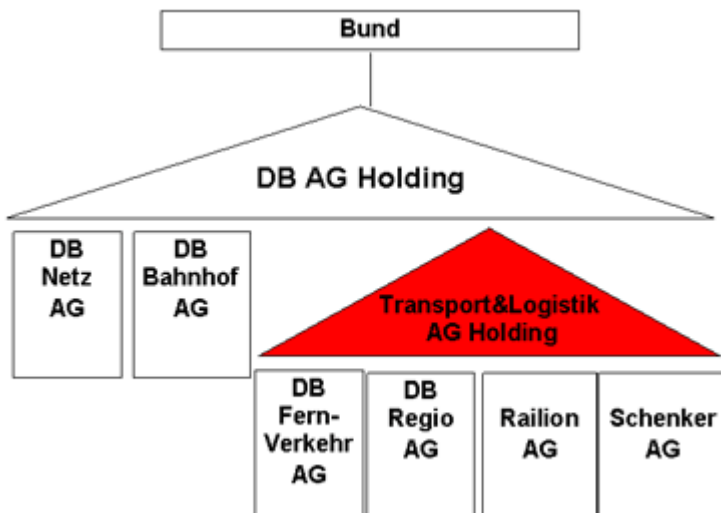 Bund
DB AG Holding
DB
Netz
AG
DB
Bahnhof
AG
Transport&Logistik
AG Holding
DB
Fern-
Verkehr
AG
DB
Regio
AG
Railion
AG
Schenker
AG